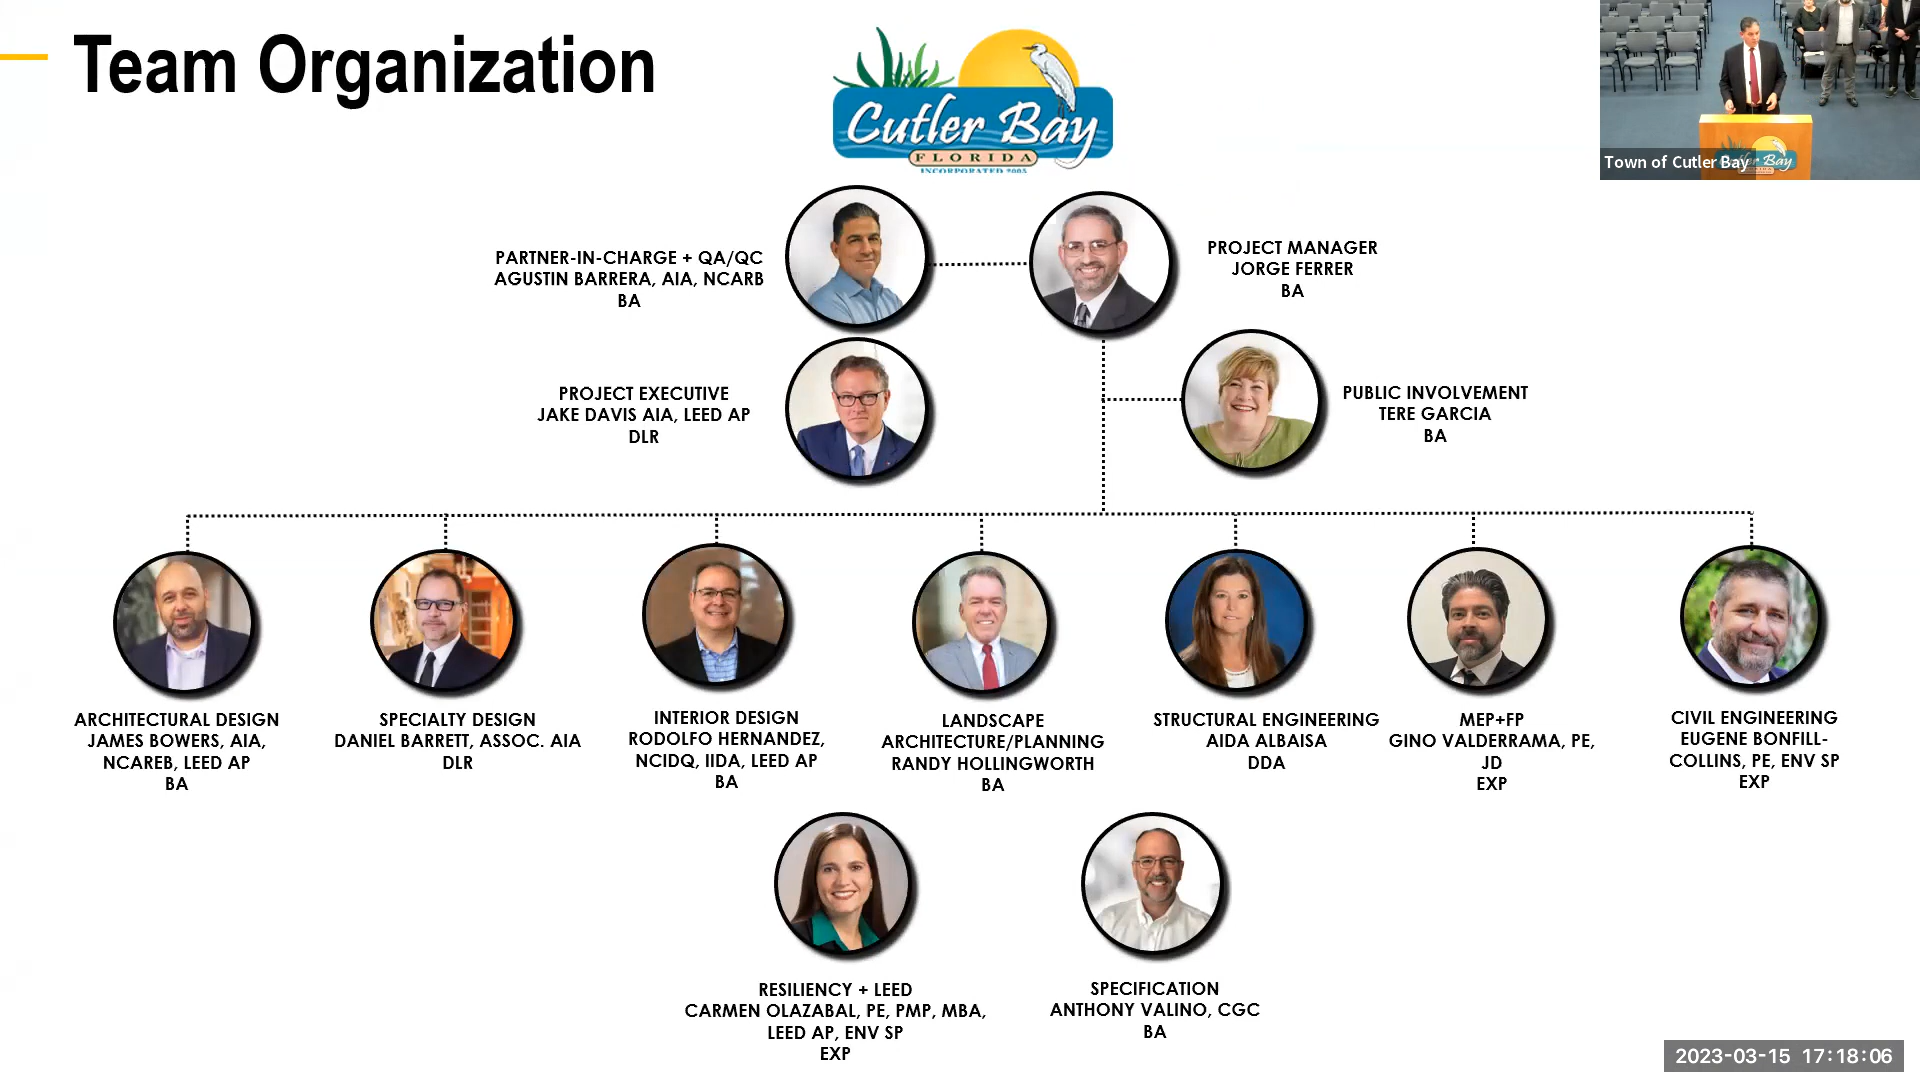 Team Organization
Cutler Bay
FLORIDA
INCORPORATED 2005
Town of Cutler Bay
PARTNER-IN-CHARGE + QA/QC
AGUSTIN BARRERA, AIA, NCARB
BA
PROJECT MANAGER
JORGE FERRER
BA
PROJECT EXECUTIVE
JAKE DAVIS AIA, LEED AP
DLR
PUBLIC INVOLVEMENT
TERE GARCIA
BA
ARCHITECTURAL DESIGN
JAMES BOWERS, AIA,
NCAREB, LEED AP
BA
SPECIALTY DESIGN
DANIEL BARRETT, ASSOC. AIA
DLR
INTERIOR DESIGN
RODOLFO HERNANDEZ,
NCIDQ, IIDA, LEED AP
BA
LANDSCAPE
ARCHITECTURE/PLANNING
RANDY HOLLINGWORTH
BA
STRUCTURAL ENGINEERING
AIDA ALBAISA
DDA
MEP+FP
GINO VALDERRAMA, PE,
JD
EXP
CIVIL ENGINEERING
EUGENE BONFILL-
COLLINS, PE, ENV SP
EXP
RESILIENCY + LEED
CARMEN OLAZABAL, PE, PMP, MBA,
LEED AP, ENV SP
EXP
SPECIFICATION
ANTHONY VALINO, CGC
BA
2023-03-15 17:18:06